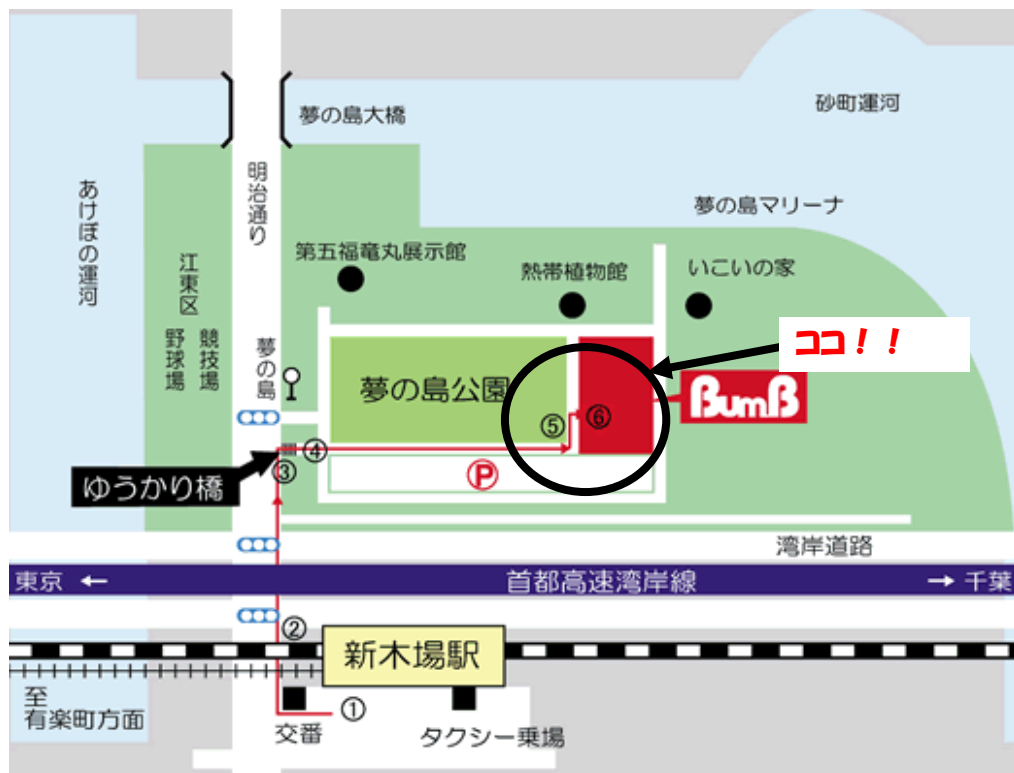 砂町運河
夢の島大橋
明治通り
あけぼの運河
夢の島マリーナ
第五福竜丸展示館
熱帯植物館
いこいの家
江東区
野球場
競技場
夢の島
ココ！！
夢の島公園
BumB
⑤
⑥
④
③
P
ゆうかり橋
湾岸道路
東京 ←
首都高速湾岸線
→ 千葉
②
新木場駅
①
至
有楽町方面
交番
タクシー乗場